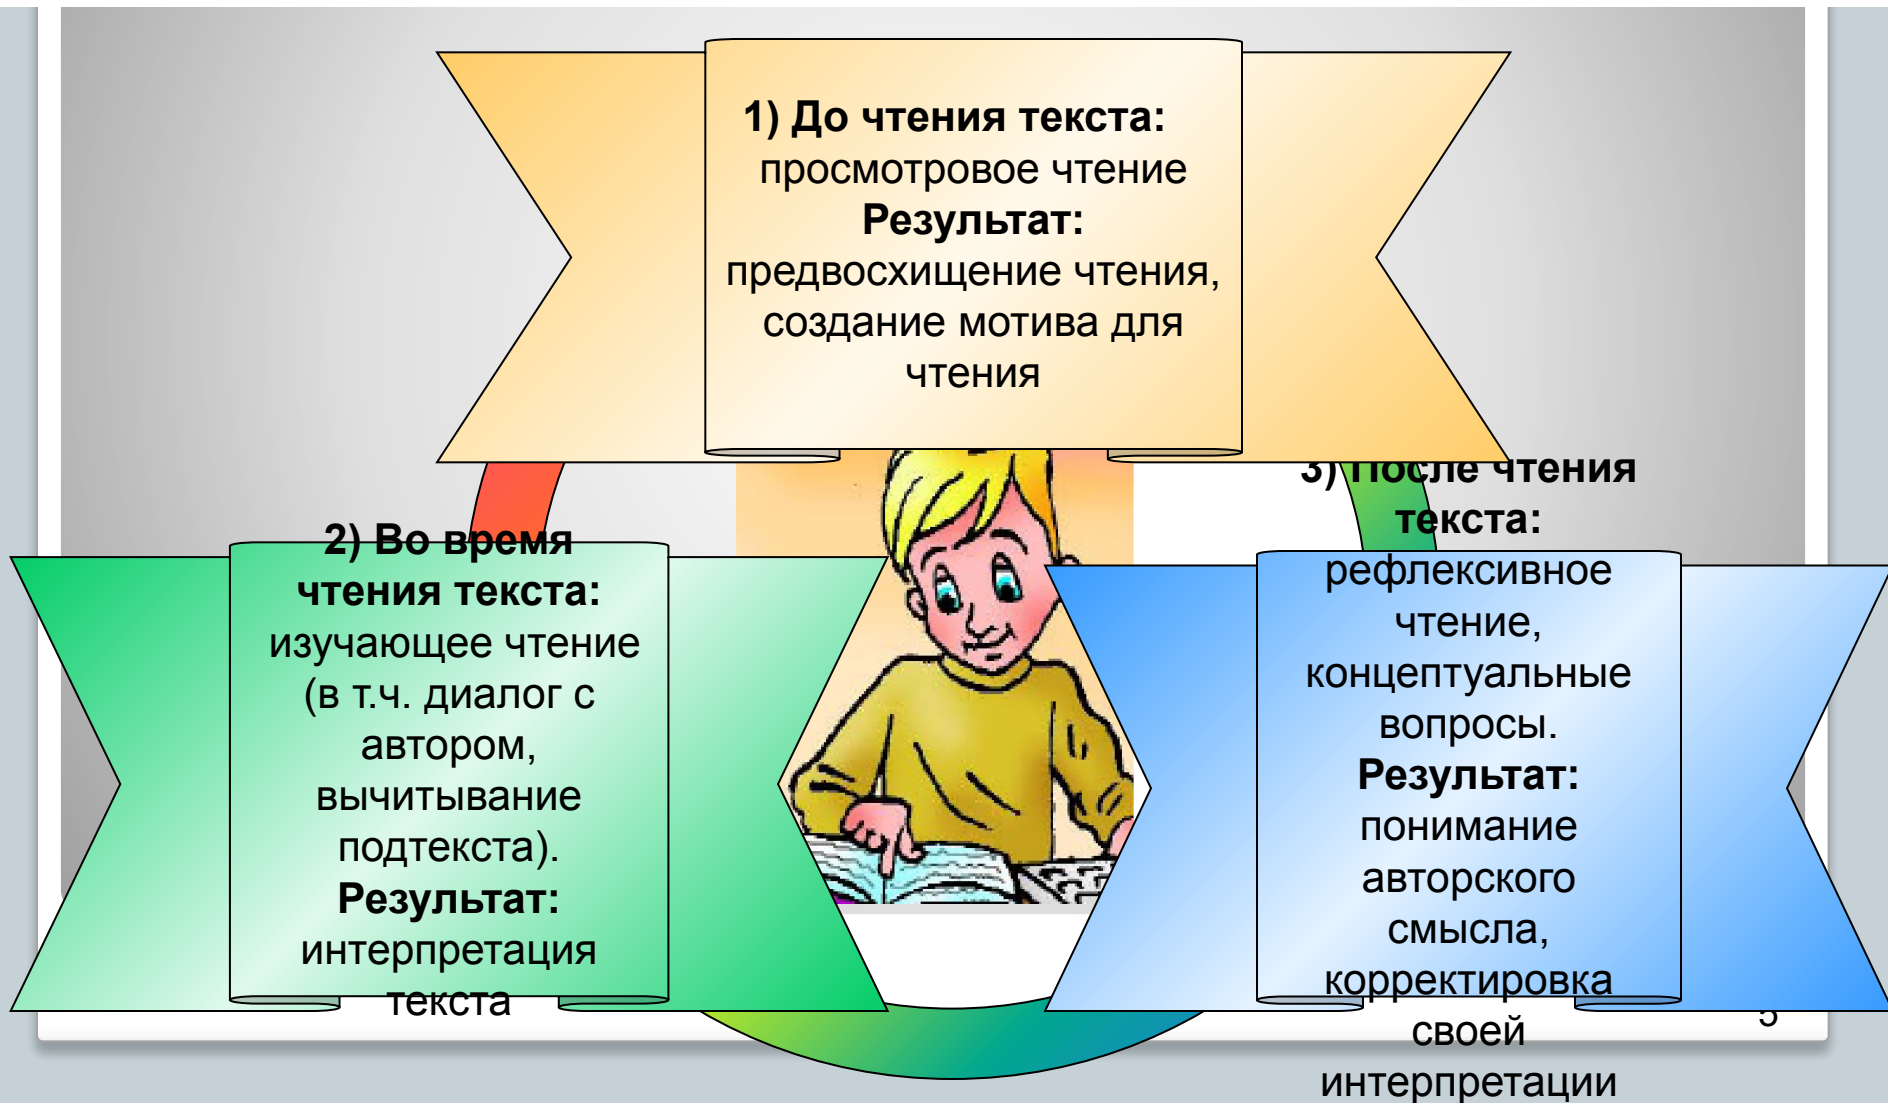 1) До чтения текста:
просмотровое чтение
Результат:
предвосхищение чтения,
создание мотива для
чтения
2) Во время
чтения текста:
изучающее чтение
(в т.ч. диалог с
автором,
вычитывание
подтекста).
Результат:
интерпретация
текста
3) После чтения
текста:
рефлексивное
чтение,
концептуальные
вопросы.
Результат:
понимание
авторского
смысла,
корректировка
своей
интерпретации
5